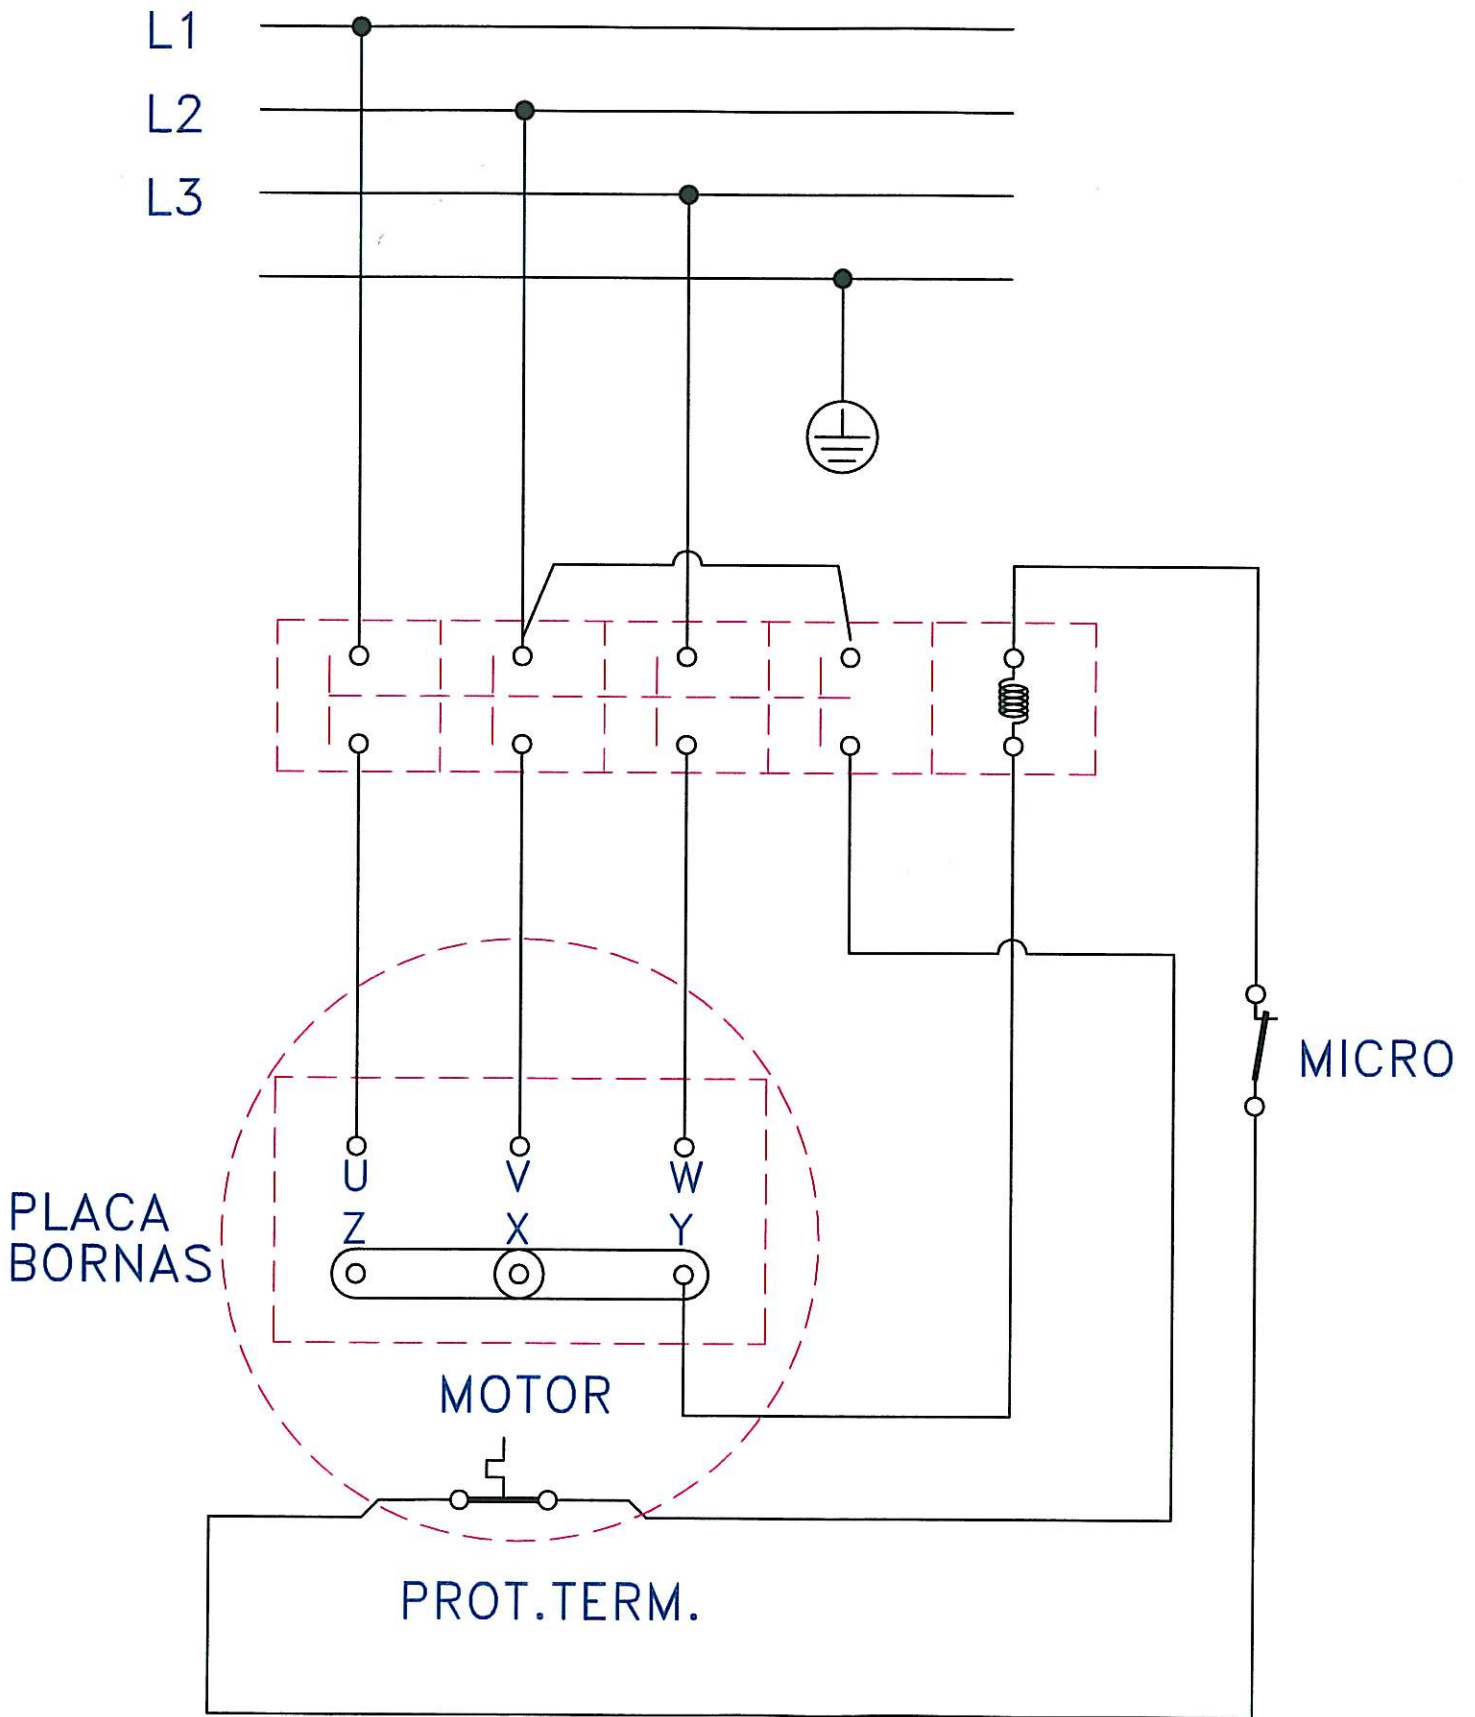 L1
L2
L3
MICRO
U V W
Z X Y
PLACA
BORNAS
MOTOR
PROT.TERM.